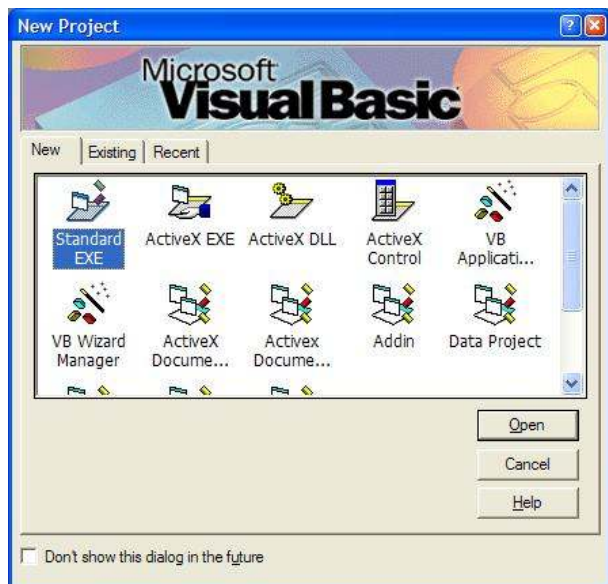 New Project
Microsoft
Visual Basic
New Existing Recent
Standard EXE
ActiveX EXE
ActiveX DLL
ActiveX Control
VB Applicati...
VB Wizard Manager
ActiveX Docume...
Activex Docume...
Addin
Data Project
Open
Cancel
Help
Don't show this dialog in the future